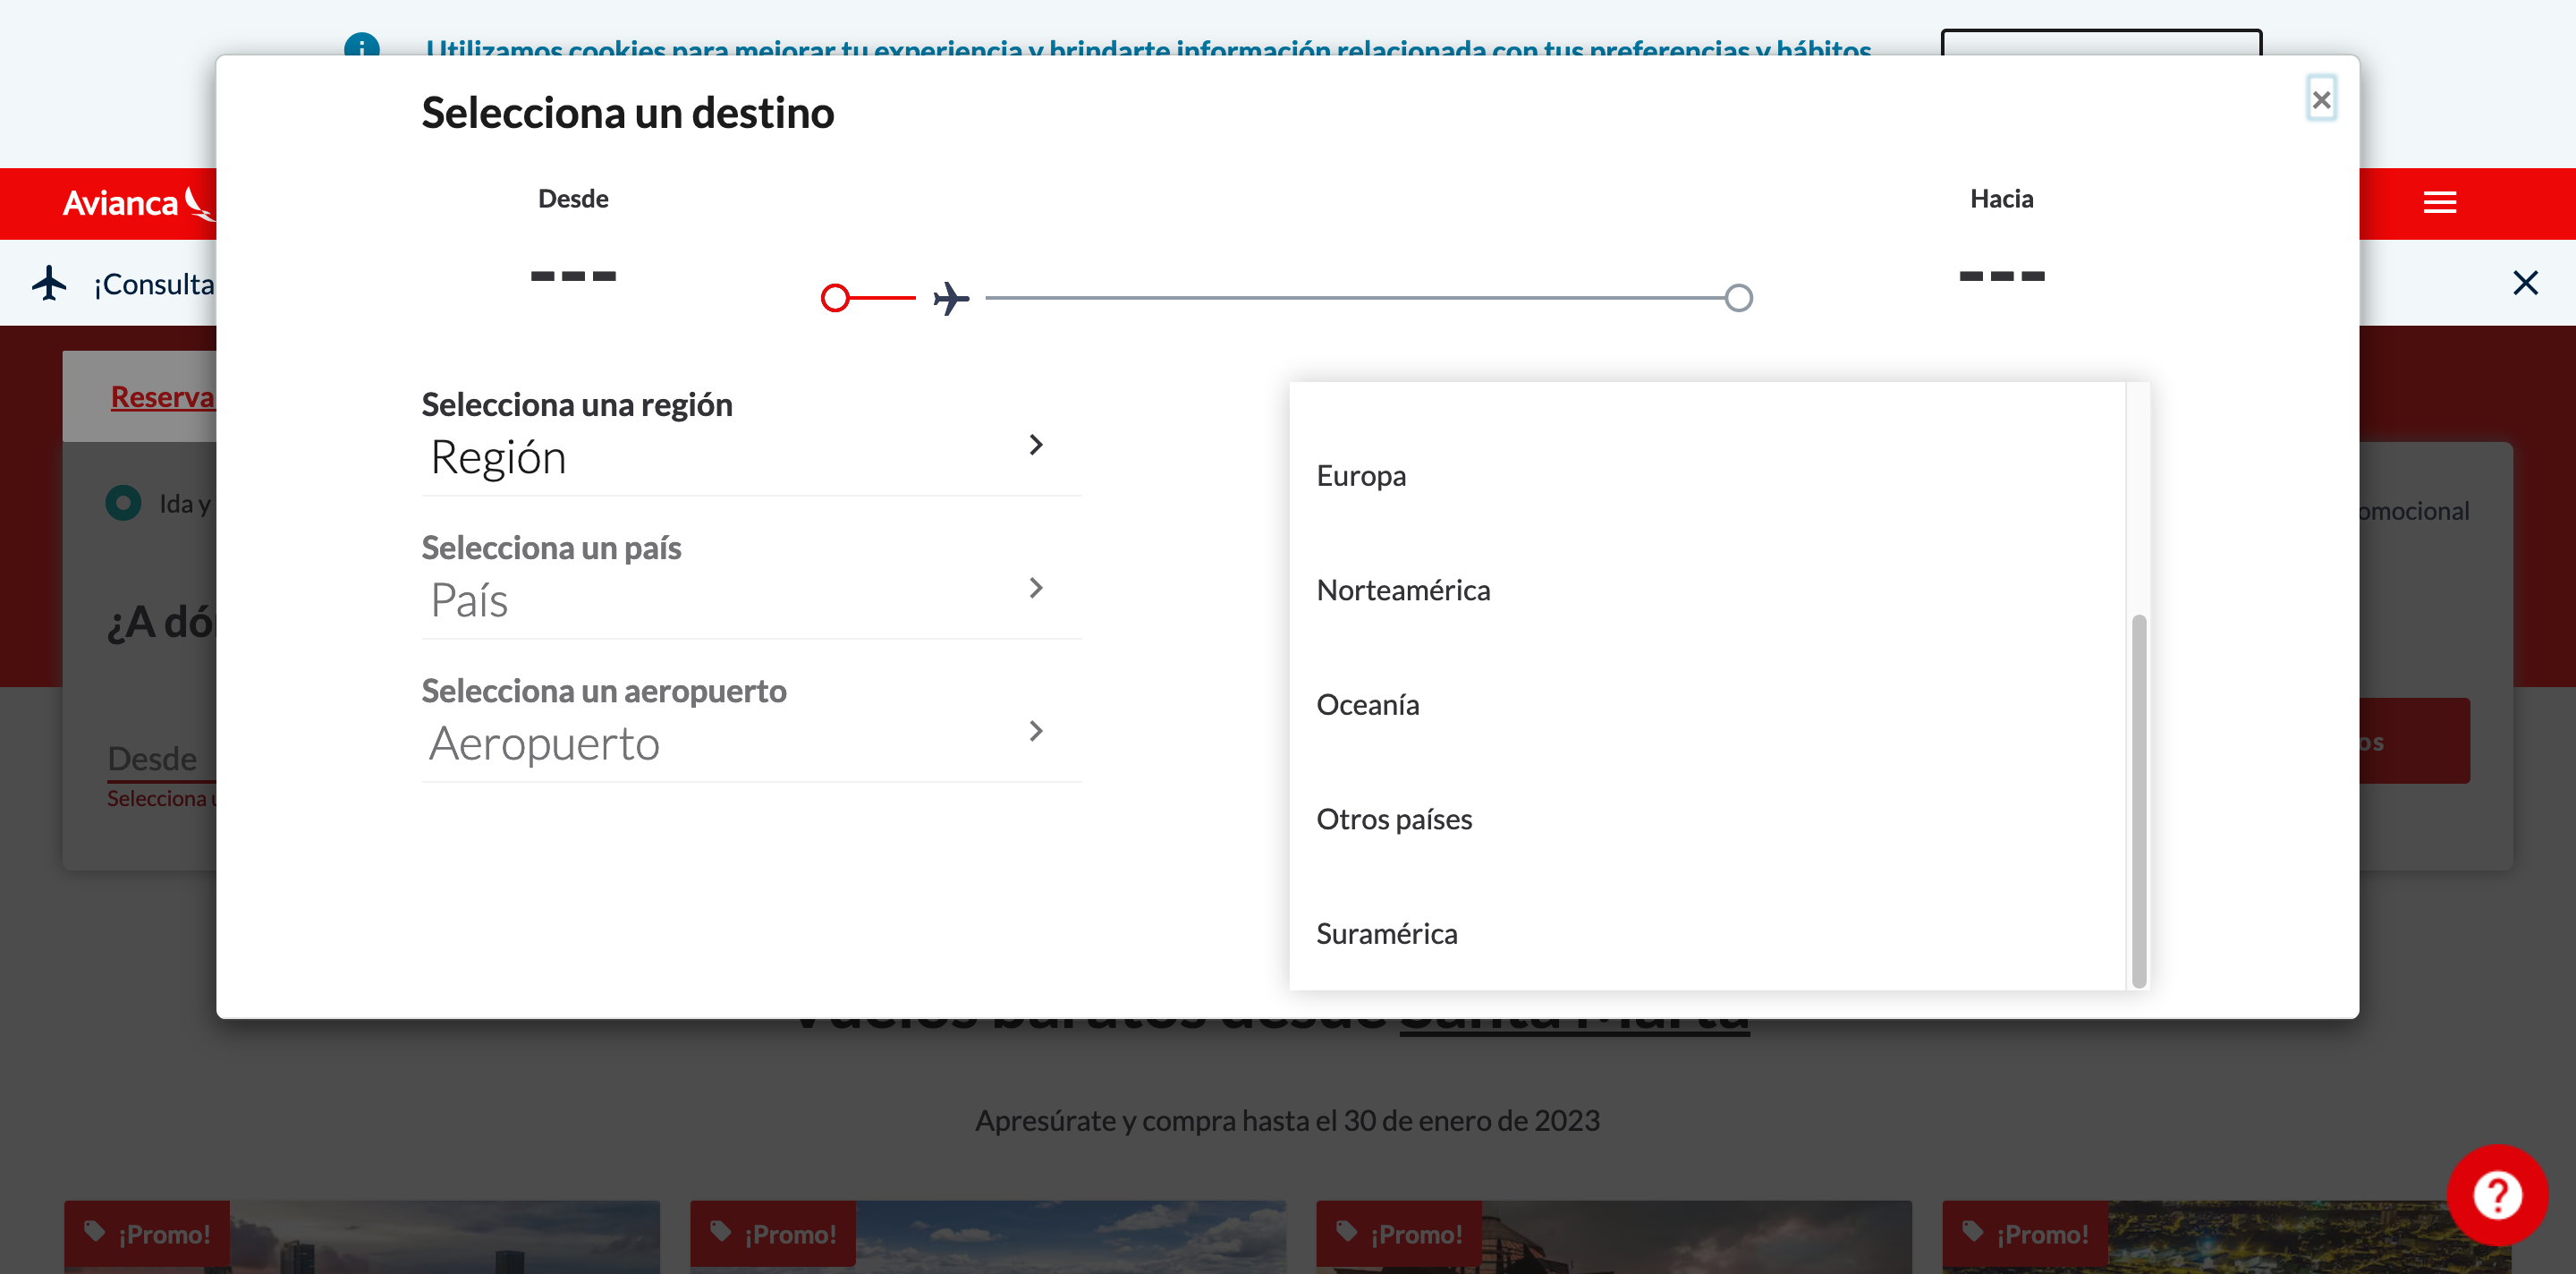 Utilizamos cookies para mejorar tu experiencia y brindarte información relacionada con tus preferencias y hábitos
Selecciona un destino
×
Desde
Hacia
---
---
Avianca
¡Consulta
Reserva
Selecciona una región
Región
Ida y
omocional
Europa
Selecciona un país
País
Norteamérica
¿A dó
Selecciona un aeropuerto
Aeropuerto
Oceanía
Desde
os
Selecciona
Otros países
Suramérica
Vuelos baratos desde Santa Marta
Apresúrate y compra hasta el 30 de enero de 2023
¡Promo!
¡Promo!
¡Promo!
¡Promo!
?